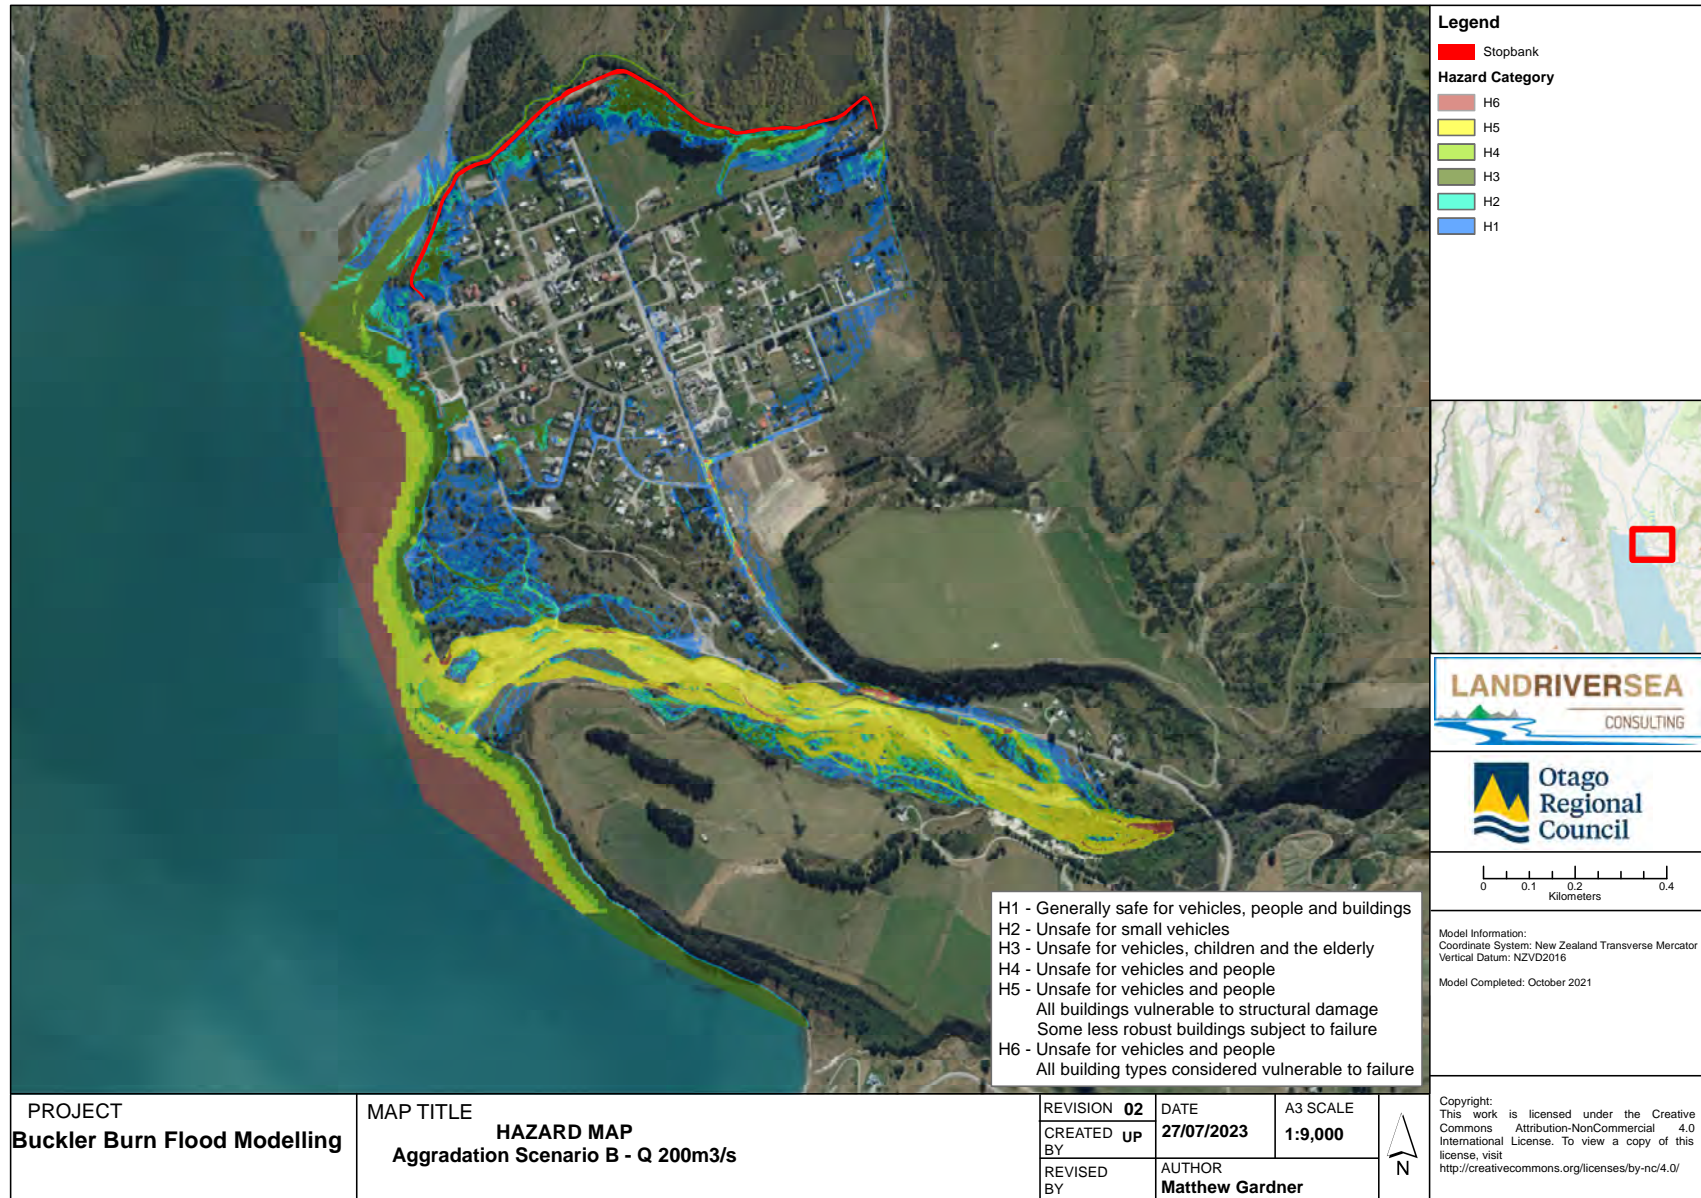 Legend
Stopbank
Hazard Category
H6
H5
H4
H3
H2
H1
LANDRIVERSEA
CONSULTING
Otago
Regional
Council
0 0.1 0.2 0.4
Kilometers
Model Information:
Coordinate System: New Zealand Transverse Mercator
Vertical Datum: NZVD2016
Model Completed: October 2021
Copyright:
This work is licensed under the Creative
Commons Attribution-NonCommercial 4.0
International License. To view a copy of this
license, visit
http://creativecommons.org/licenses/by-nc/4.0/
H1 - Generally safe for vehicles, people and buildings
H2 - Unsafe for small vehicles
H3 - Unsafe for vehicles, children and the elderly
H4 - Unsafe for vehicles and people
H5 - Unsafe for vehicles and people
All buildings vulnerable to structural damage
Some less robust buildings subject to failure
H6 - Unsafe for vehicles and people
All building types considered vulnerable to failure
PROJECT
Buckler Burn Flood Modelling
MAP TITLE
HAZARD MAP
Aggradation Scenario B - Q 200m3/s
REVISION 02
CREATED BY UP
REVISED BY
DATE
27/07/2023
A3 SCALE
1:9,000
AUTHOR
Matthew Gardner
N